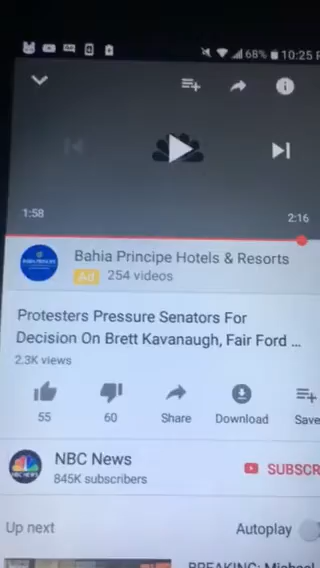 68% 10:25 P
1:58
2:16
Bahia Principe Hotels & Resorts
Ad 254 videos
Protesters Pressure Senators For
Decision On Brett Kavanaugh, Fair Ford ...
2.3K views
55
60
Share
Download
Save
NBC News
845K subscribers
SUBSCR
Up next
Autoplay
BREAKING: Michael